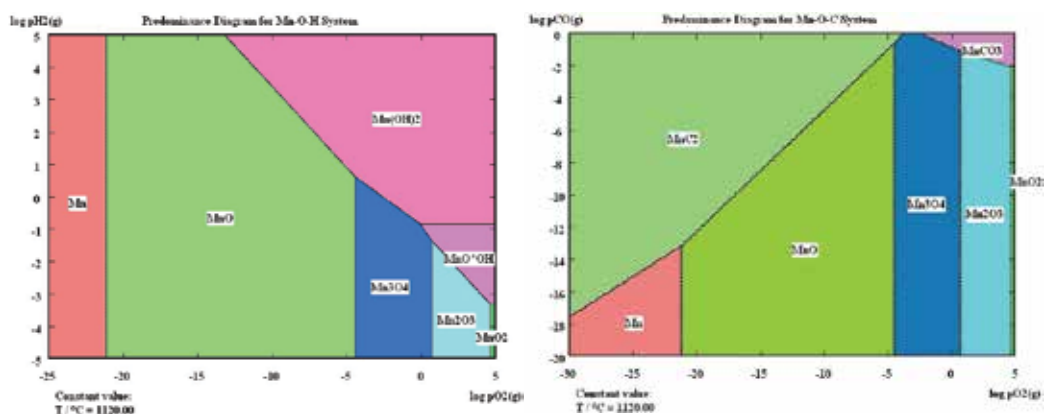 log pH2(g)
Predominance Diagram for Mn-O-H System
5
4
3
2
1
0
-1
-2
-3
-4
-5
Mn
MnO
Mn(OH)2
MnO*OH
Mn3O4
Mn2O3
MnO2
-25
-20
-15
-10
-5
0
5
log pO2(g)
Constant value:
T / °C = 1120.00
log pCO(g)
Predominance Diagram for Mn-O-C System
0
-2
-4
-6
-8
-10
-12
-14
-16
-18
-20
MnCO3
MnC2
MnO2
Mn3O4
Mn2O3
MnO
Mn
-30
-25
-20
-15
-10
-5
0
5
log pO2(g)
Constant value:
T / °C = 1120.00